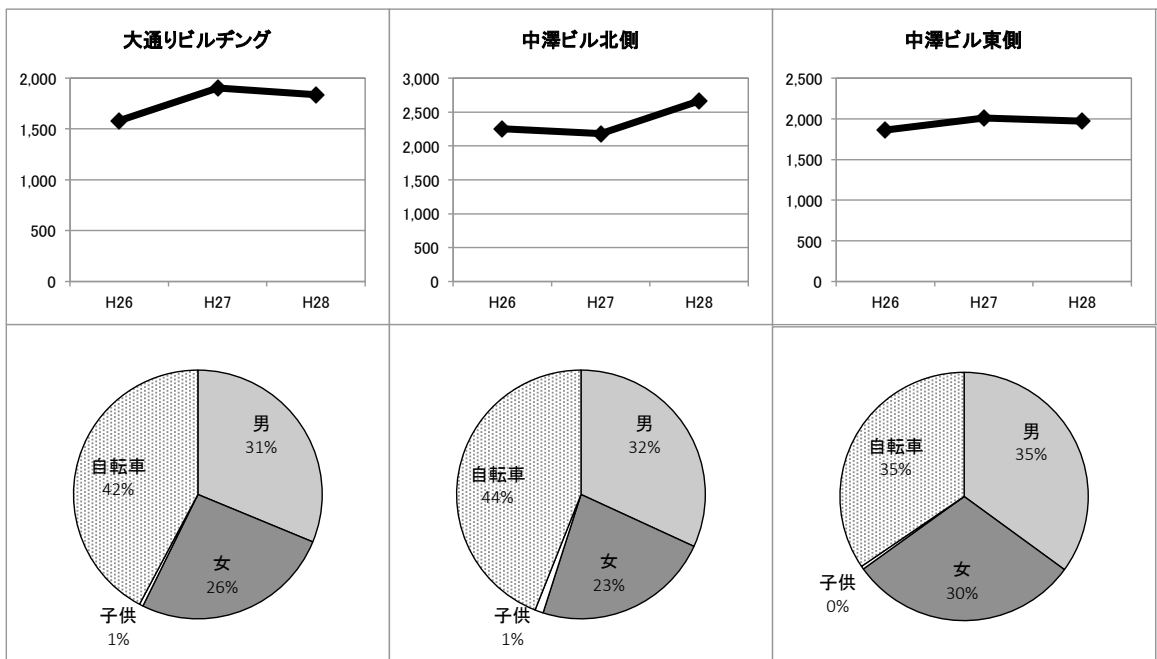 大通りビルヂング
2,000
1,500
1,000
500
0
H26
H27
H28
中澤ビル北側
3,000
2,500
2,000
1,500
1,000
500
0
H26
H27
H28
中澤ビル東側
2,500
2,000
1,500
1,000
500
0
H26
H27
H28
男
31%
女
26%
子供
1%
自転車
42%
男
32%
女
23%
子供
1%
自転車
44%
男
35%
女
30%
子供
0%
自転車
35%